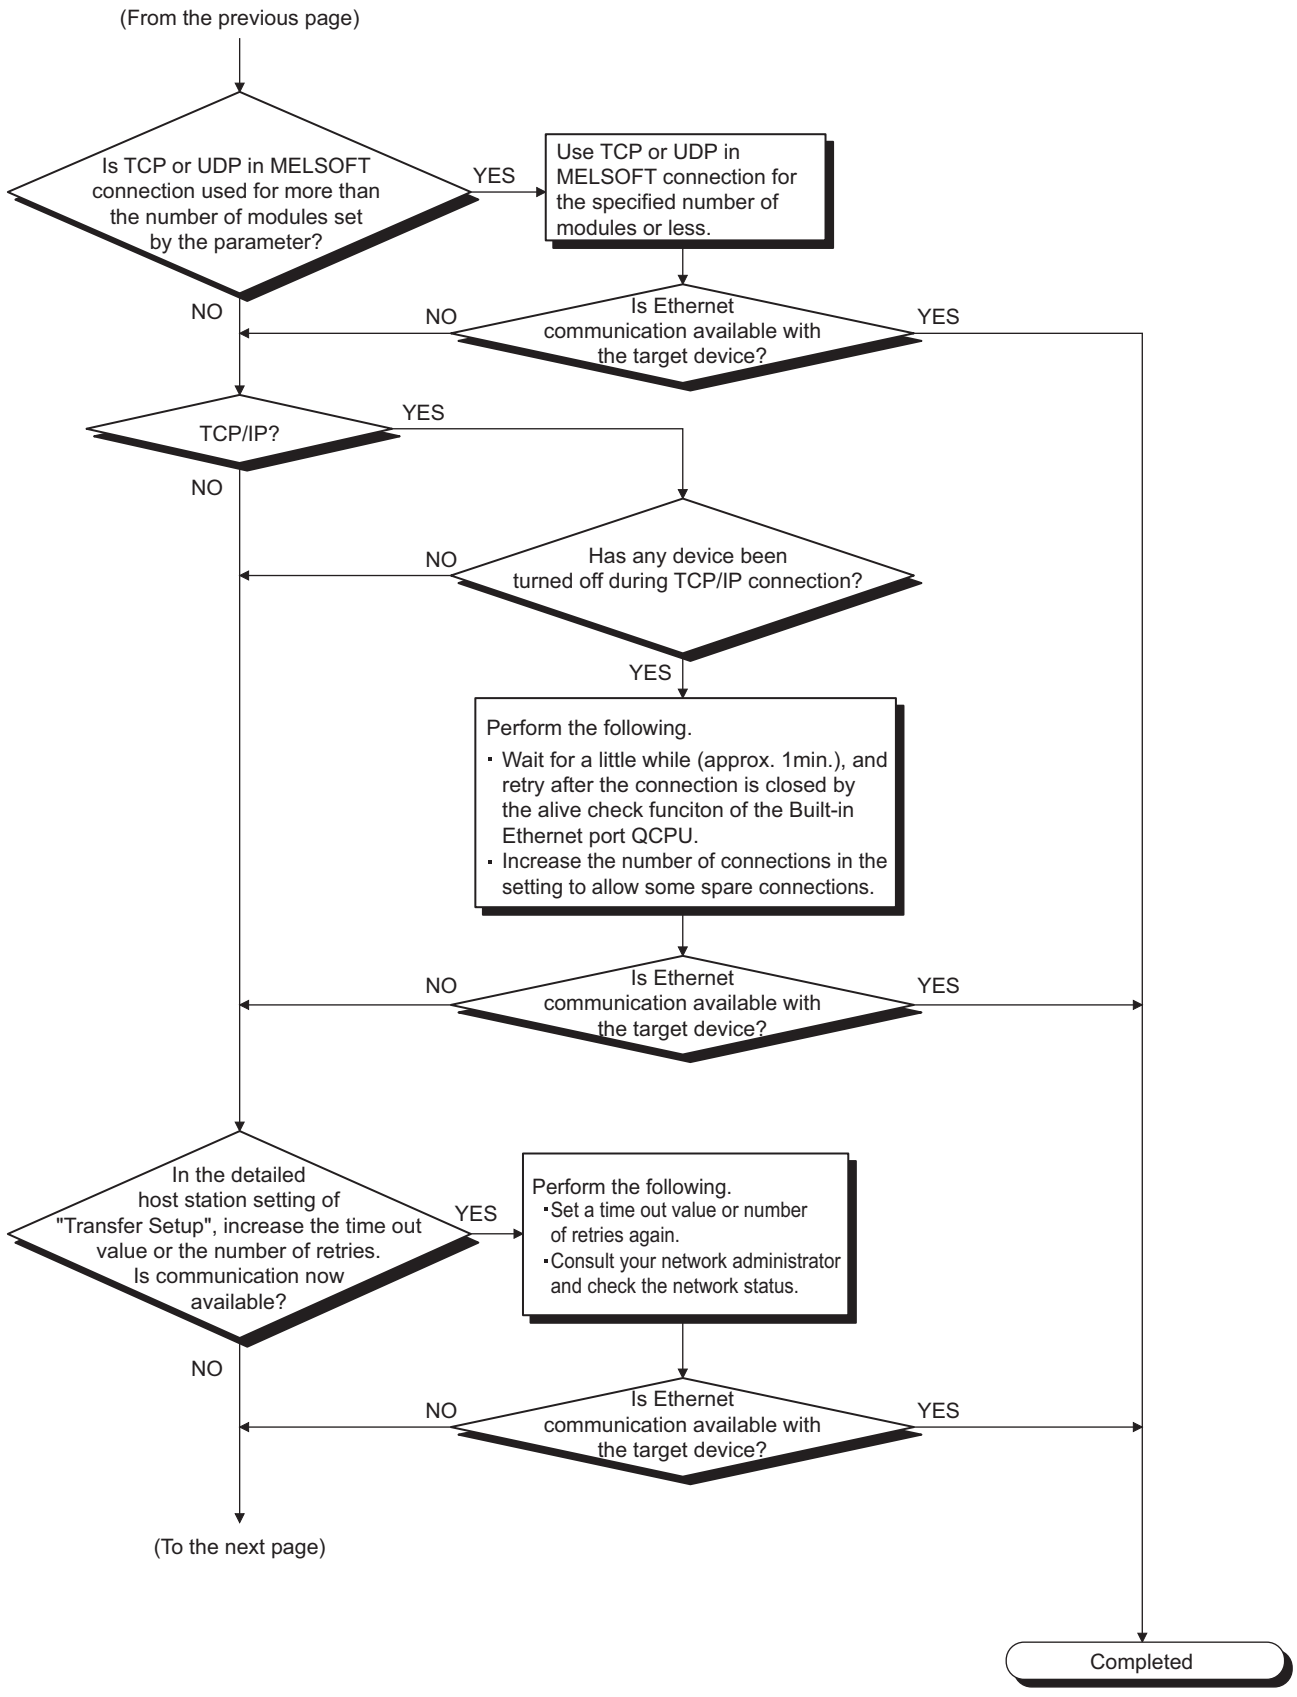 (From the previous page)
Is TCP or UDP in MELSOFT
connection used for more than
the number of modules set
by the parameter?
YES
Use TCP or UDP in
MELSOFT connection for
the specified number of
modules or less.
NO
NO
Is Ethernet
communication available with
the target device?
YES
TCP/IP?
YES
NO
NO
Has any device been
turned off during TCP/IP connection?
YES
Perform the following.
▪ Wait for a little while (approx. 1min.), and
retry after the connection is closed by
the alive check funciton of the Built-in
Ethernet port QCPU.
▪ Increase the number of connections in the
setting to allow some spare connections.
NO
Is Ethernet
communication available with
the target device?
YES
In the detailed
host station setting of
"Transfer Setup", increase the time out
value or the number of retries.
Is communication now
available?
YES
Perform the following.
▪Set a time out value or number
of retries again.
▪Consult your network administrator
and check the network status.
NO
NO
Is Ethernet
communication available with
the target device?
YES
(To the next page)
Completed